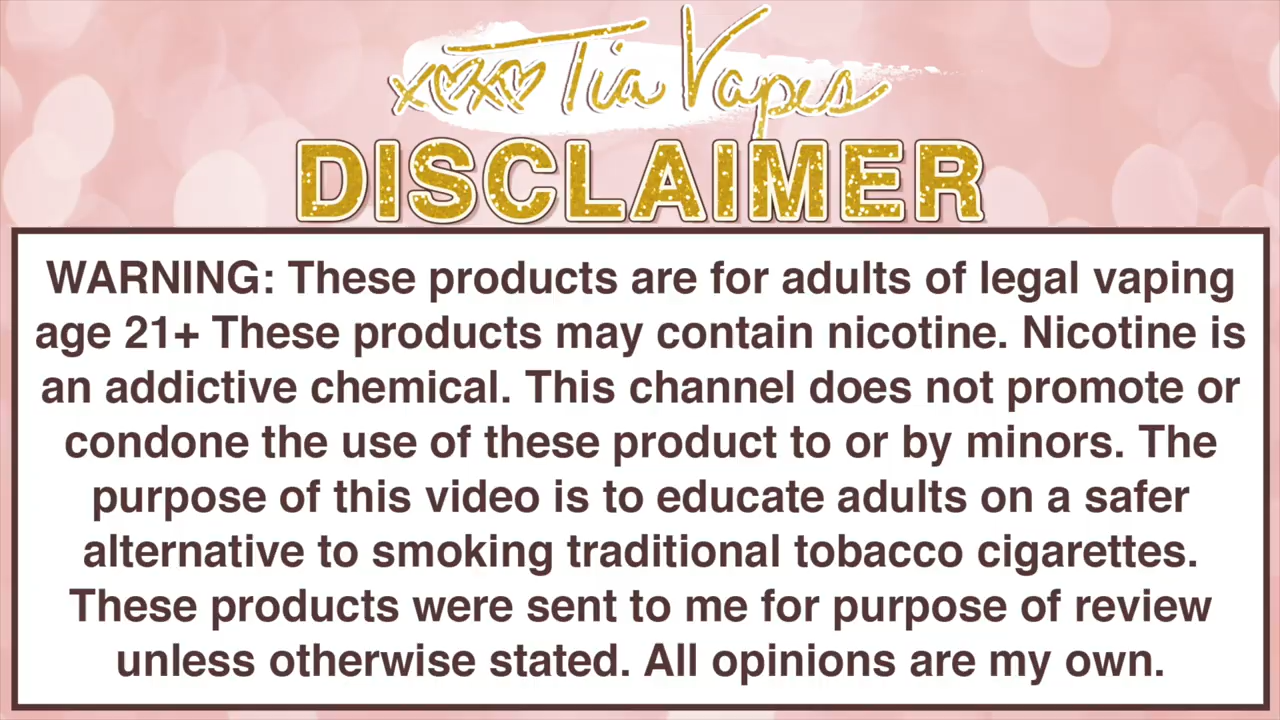 xoxo Tia Vapes
DISCLAIMER
WARNING: These products are for adults of legal vaping
age 21+ These products may contain nicotine. Nicotine is
an addictive chemical. This channel does not promote or
condone the use of these product to or by minors. The
purpose of this video is to educate adults on a safer
alternative to smoking traditional tobacco cigarettes.
These products were sent to me for purpose of review
unless otherwise stated. All opinions are my own.